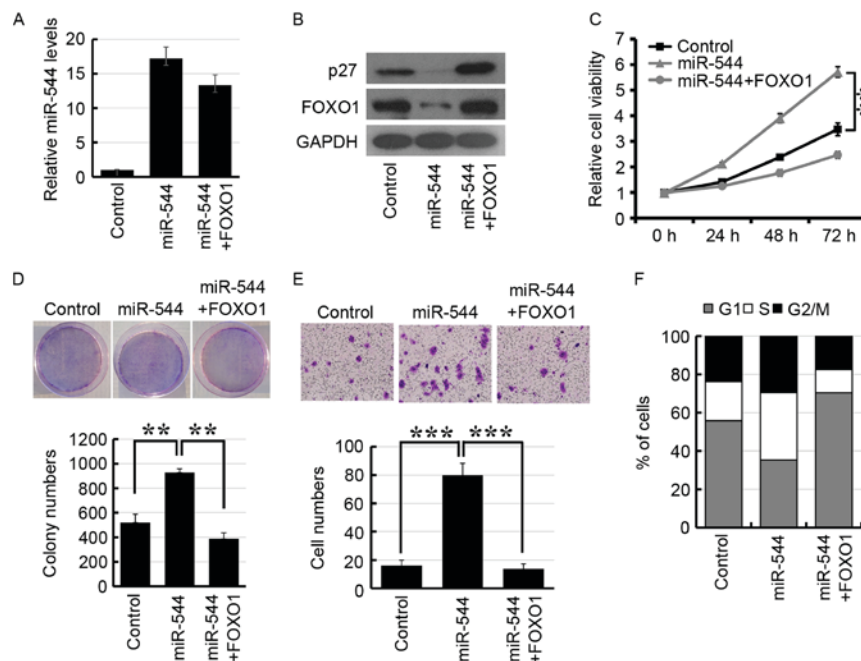 A
Relative miR-544 levels
20
15
10
5
0
Control
miR-544
miR-544
+FOXO1
B
p27
FOXO1
GAPDH
Control
miR-544
miR-544
+FOXO1
C
Relative cell viability
7
6
5
4
3
2
1
0
Control
miR-544
miR-544+FOXO1
**
0 h
24 h
48 h
72 h
D
Control
miR-544
miR-544
+FOXO1
Colony numbers
1200
1000
800
600
400
200
0
**
**
Control
miR-544
miR-544
+FOXO1
E
Control
miR-544
miR-544
+FOXO1
Cell numbers
100
80
60
40
20
0
***
***
Control
miR-544
miR-544
+FOXO1
F
G1 S G2/M
% of cells
100
80
60
40
20
0
Control
miR-544
miR-544
+FOXO1